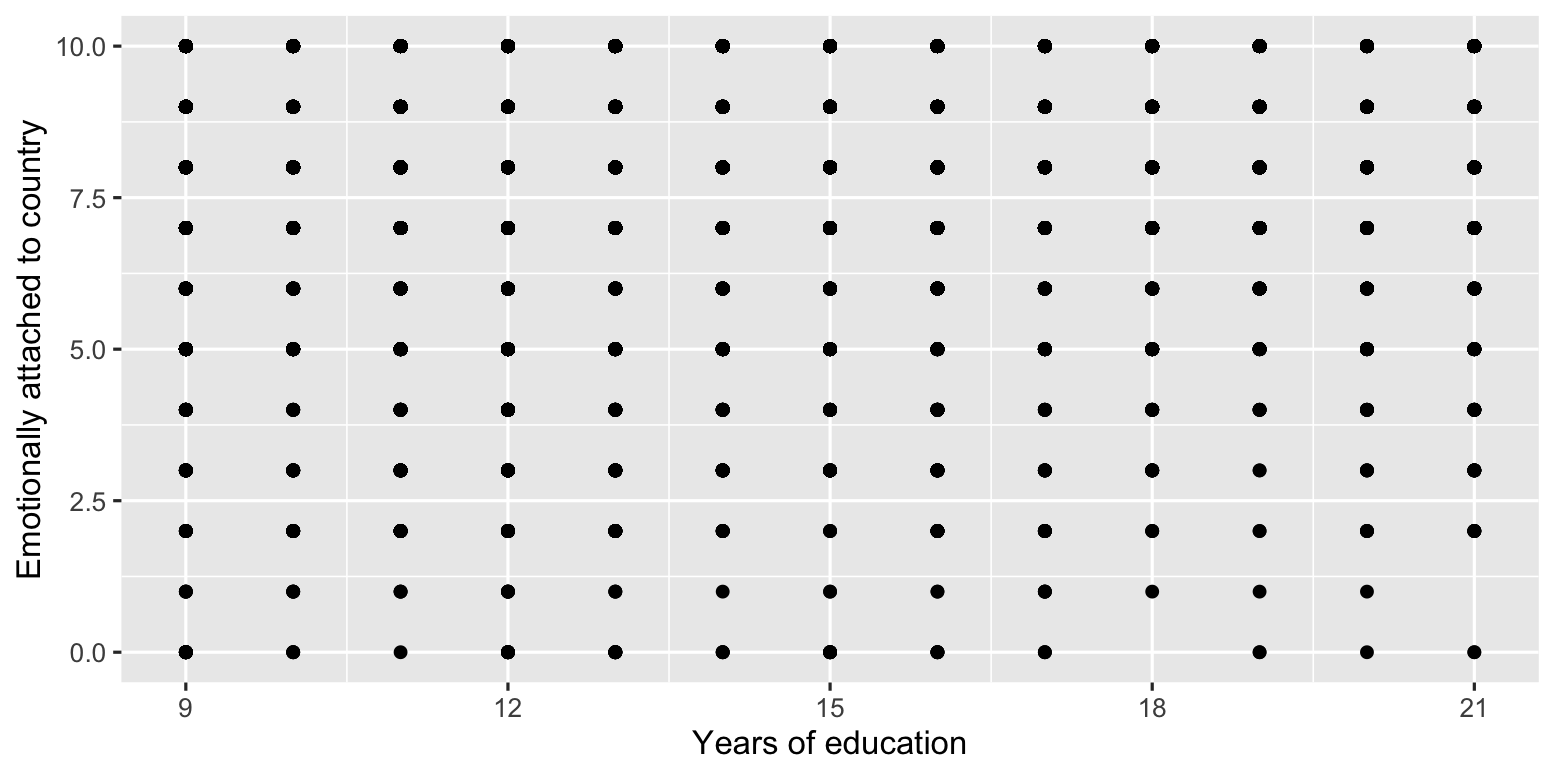 Emotionally attached to country
10.0
7.5
5.0
2.5
0.0
9 12 15 18 21
Years of education